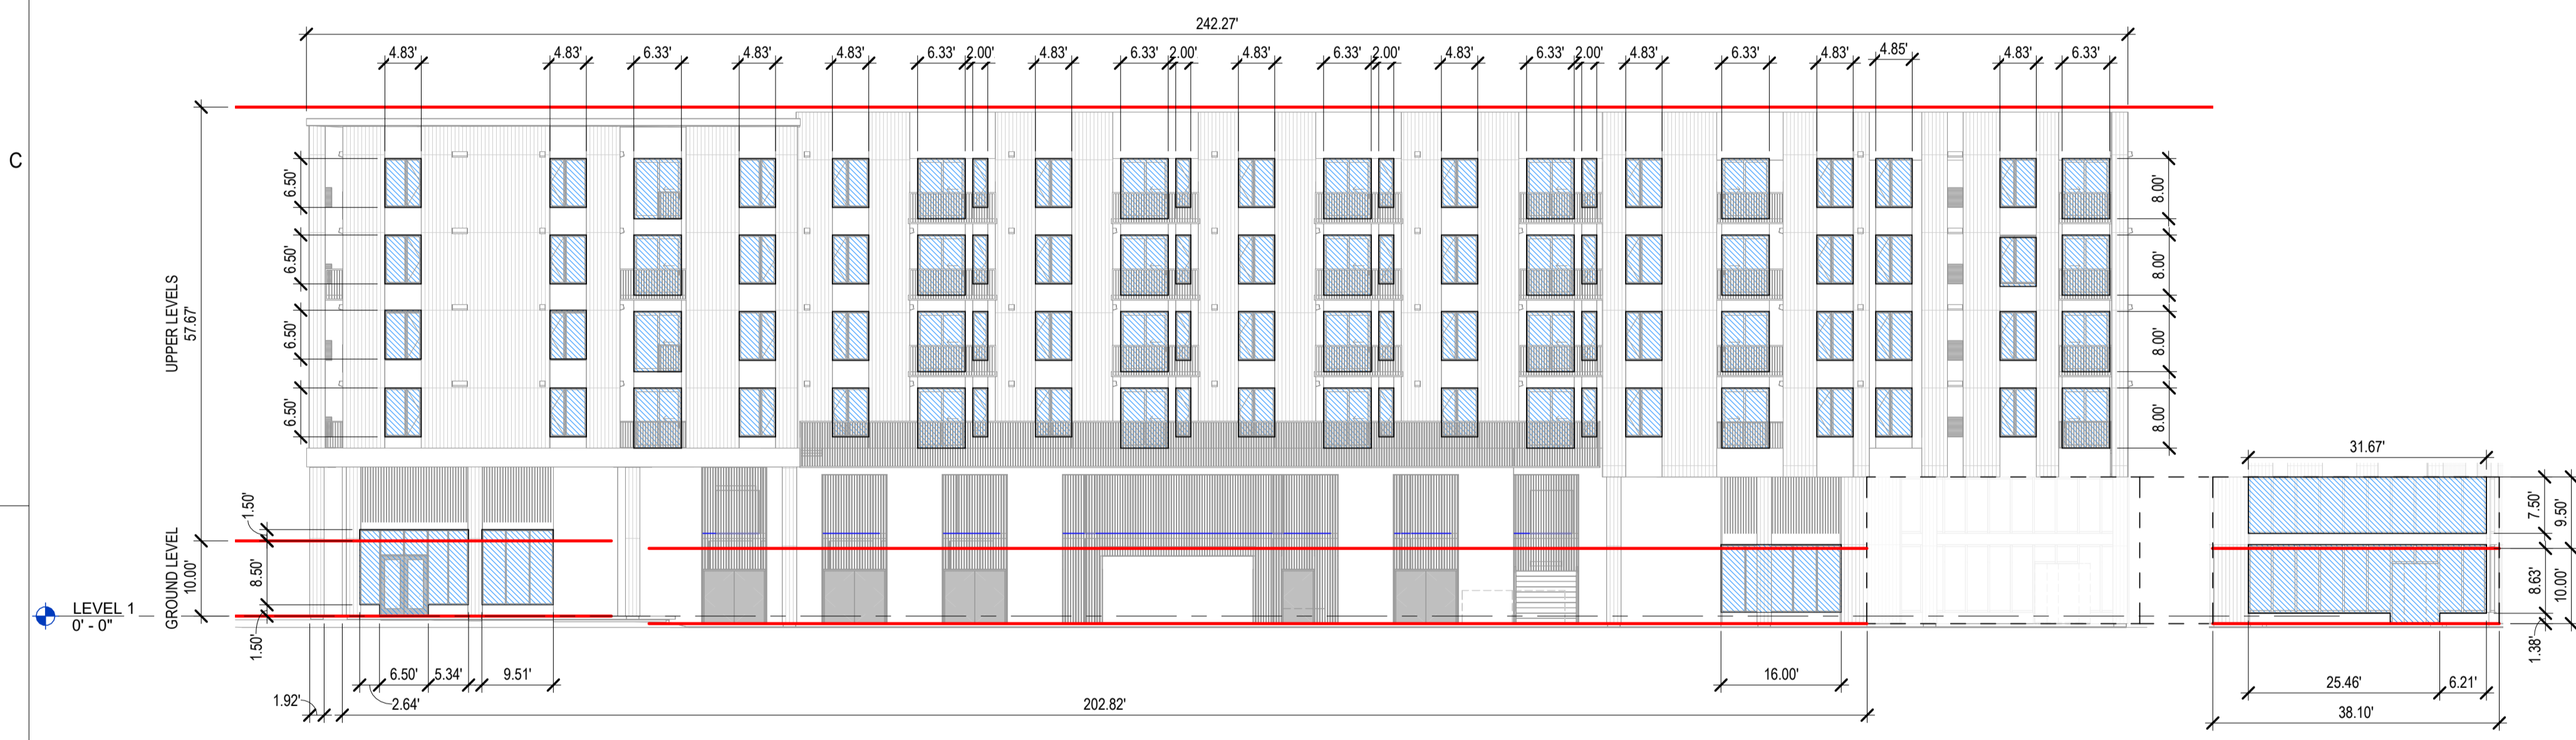 242.27'
4.83' 4.83' 6.33' 4.83' 4.83' 6.33' 2.00' 4.83' 6.33' 2.00' 4.83' 6.33' 2.00' 4.83' 6.33' 2.00' 4.83' 6.33' 4.83' 4.85' 4.83' 6.33'
C
6.50'
8.00'
6.50'
8.00'
UPPER LEVELS
57.67'
6.50'
8.00'
6.50'
8.00'
31.67'
1.50'
7.50'
9.50'
GROUND LEVEL
10.00'
8.50'
8.63'
10.00'
LEVEL 1
0' - 0"
1.50'
1.38'
6.50' 5.34' 9.51' 16.00' 25.46' 6.21'
1.92' 2.64' 202.82' 38.10'